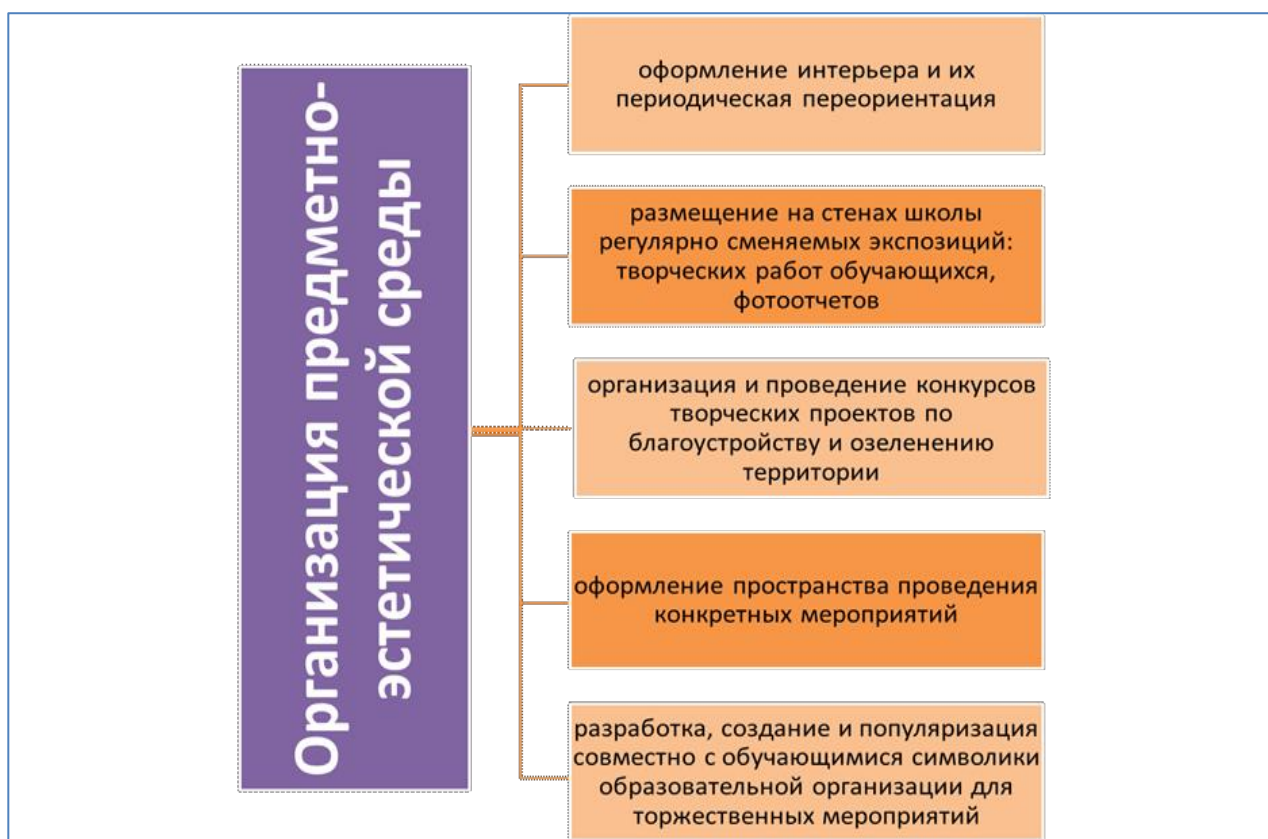 Организация предметно-
эстетической среды
оформление интерьера и их
периодическая переориентация
размещение на стенах школы
регулярно сменяемых экспозиций:
творческих работ обучающихся,
фотоотчетов
организация и проведение конкурсов
творческих проектов по
благоустройству и озеленению
территории
оформление пространства проведения
конкретных мероприятий
разработка, создание и популяризация
совместно с обучающимися символики
образовательной организации для
торжественных мероприятий